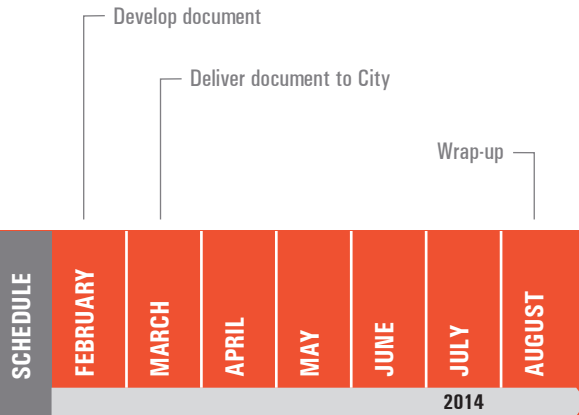 Develop document
Deliver document to City
Wrap-up
SCHEDULE
FEBRUARY
MARCH
APRIL
MAY
JUNE
JULY
AUGUST
2014